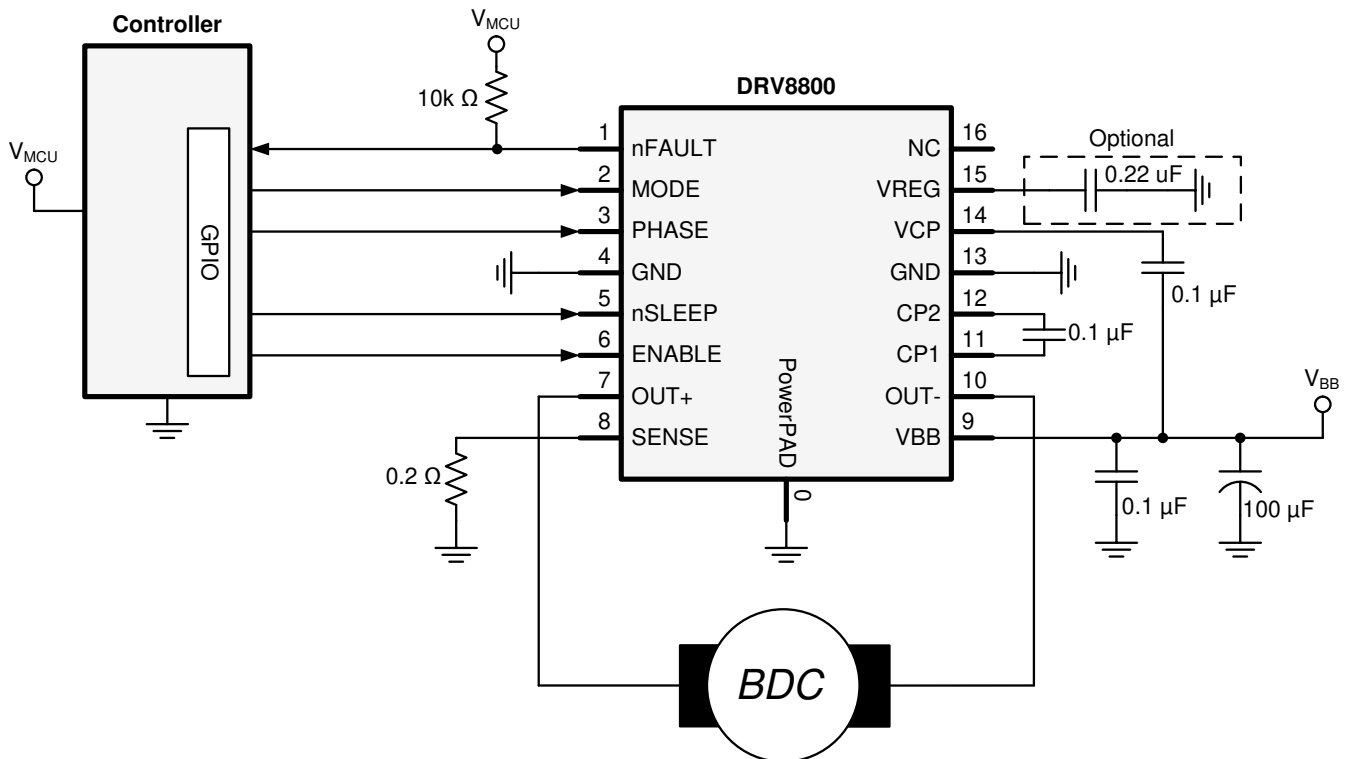 Controller
V_MCU
V_MCU
10k Ω
GPIO
DRV8800
1 nFAULT
2 MODE
3 PHASE
4 GND
5 nSLEEP
6 ENABLE
7 OUT+
8 SENSE
PowerPAD
0
NC 16
VREG 15
VCP 14
GND 13
CP2 12
CP1 11
OUT- 10
VBB 9
Optional
0.22 uF
0.1 µF
0.1 µF
V_BB
0.1 µF
100 µF
0.2 Ω
BDC